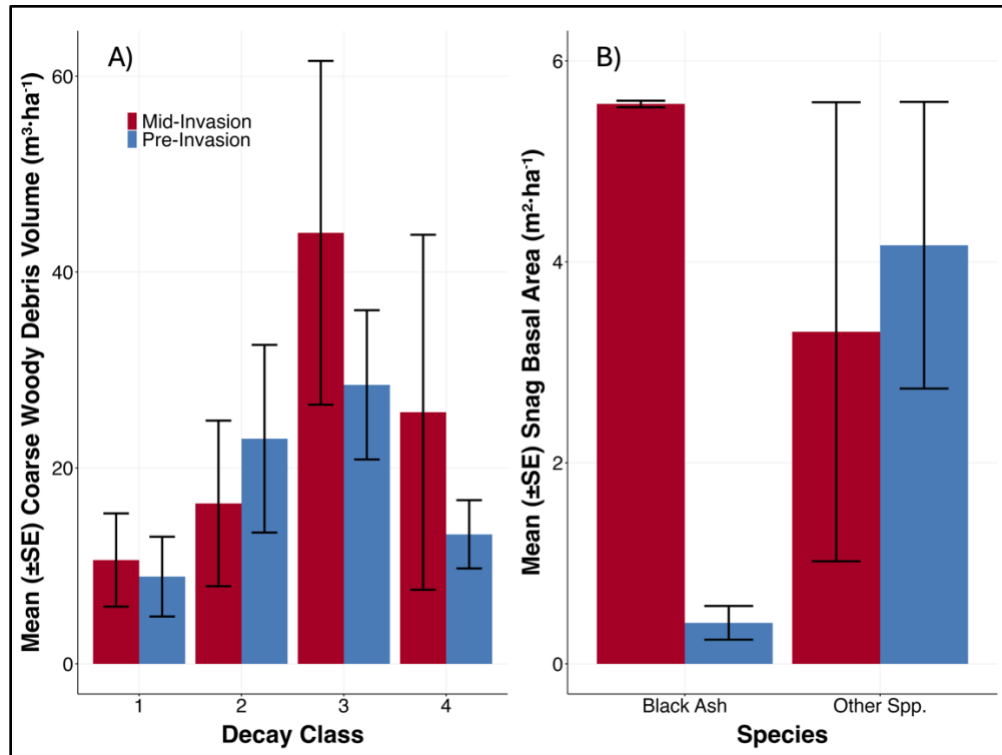 A)
Mid-Invasion
Pre-Invasion
Mean (±SE) Coarse Woody Debris Volume (m³·ha⁻¹)
60
40
20
0
1 2 3 4
Decay Class
B)
Mean (±SE) Snag Basal Area (m²·ha⁻¹)
6
4
2
0
Black Ash Other Spp.
Species